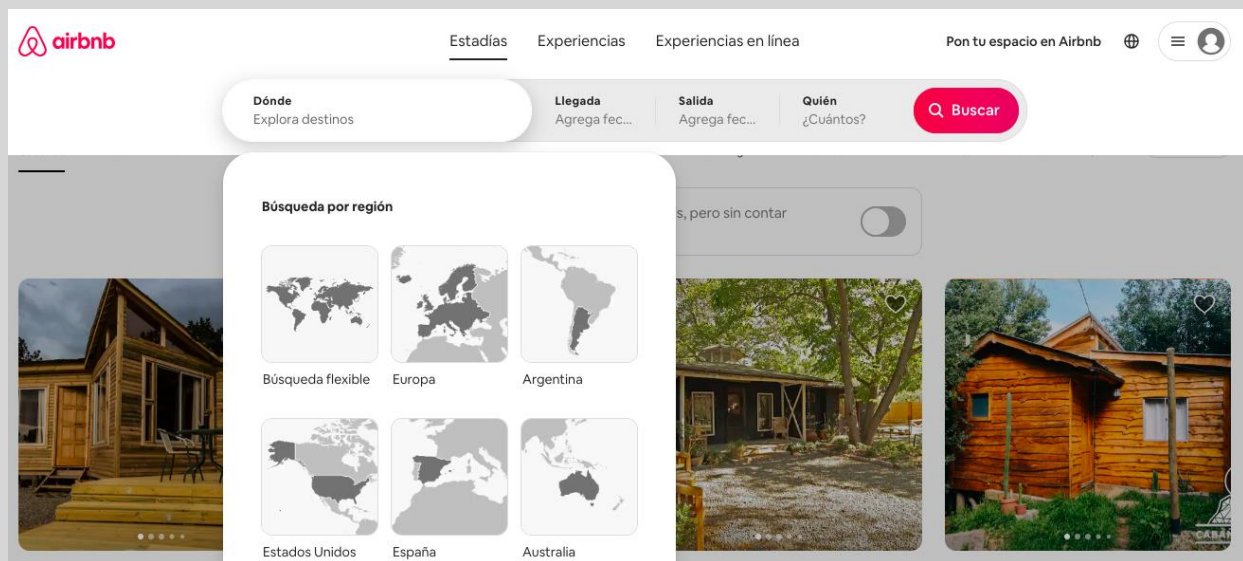 airbnb
Estadías
Experiencias
Experiencias en línea
Pon tu espacio en Airbnb
Dónde
Explora destinos
Llegada
Agrega fec...
Salida
Agrega fec...
Quién
¿Cuántos?
Buscar
s, pero sin contar
Búsqueda por región
Búsqueda flexible
Europa
Argentina
Estados Unidos
España
Australia